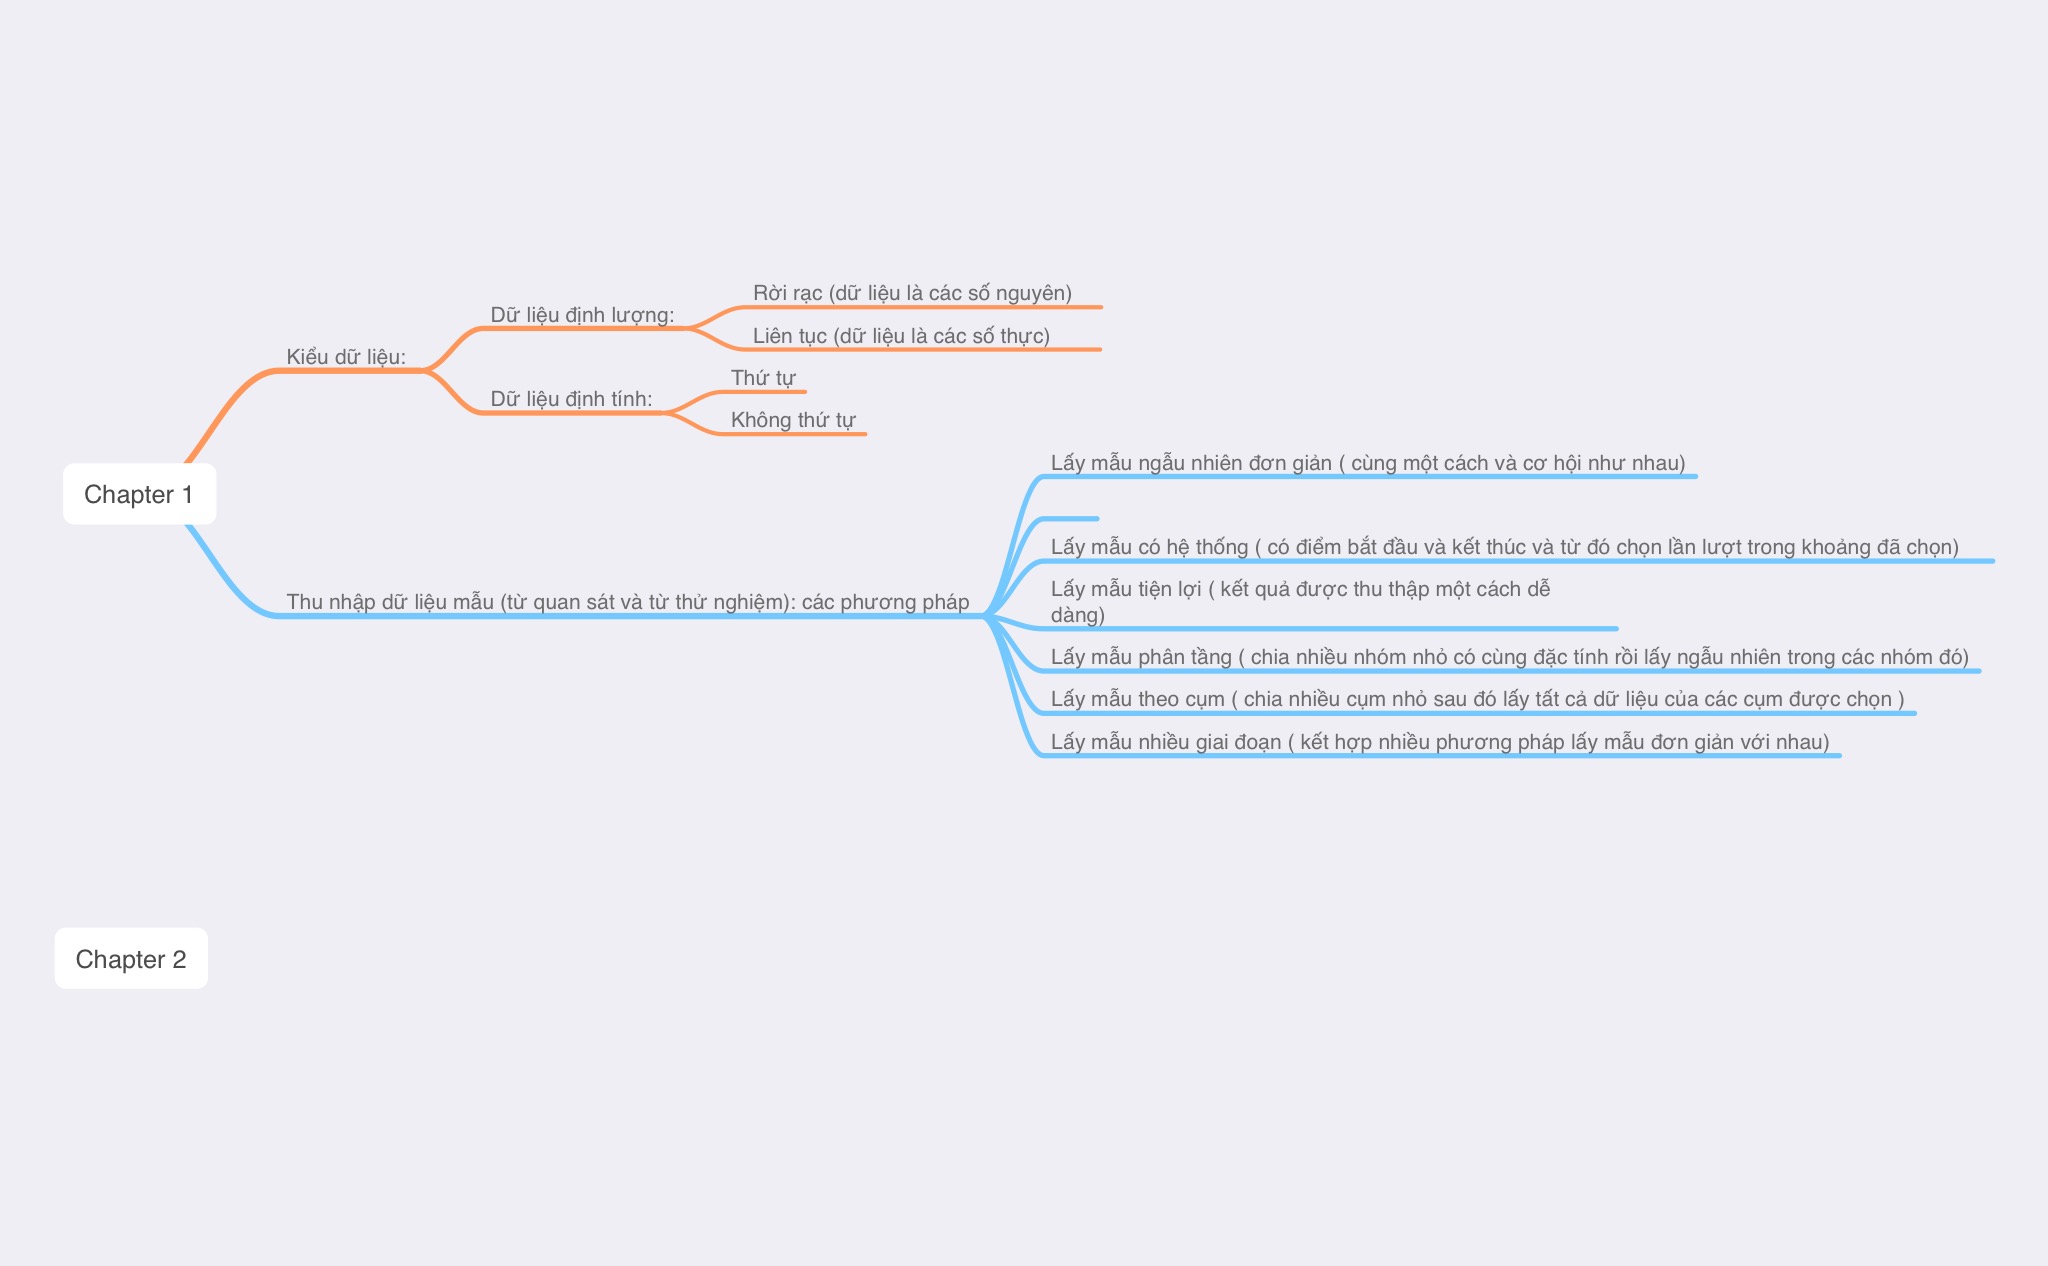 Chapter 1
Kiểu dữ liệu:
Dữ liệu định lượng:
Rời rạc (dữ liệu là các số nguyên)
Liên tục (dữ liệu là các số thực)
Dữ liệu định tính:
Thứ tự
Không thứ tự
Thu nhập dữ liệu mẫu (từ quan sát và từ thử nghiệm): các phương pháp
Lấy mẫu ngẫu nhiên đơn giản ( cùng một cách và cơ hội như nhau)
Lấy mẫu có hệ thống ( có điểm bắt đầu và kết thúc và từ đó chọn lần lượt trong khoảng đã chọn)
Lấy mẫu tiện lợi ( kết quả được thu thập một cách dễ
dàng)
Lấy mẫu phân tầng ( chia nhiều nhóm nhỏ có cùng đặc tính rồi lấy ngẫu nhiên trong các nhóm đó)
Lấy mẫu theo cụm ( chia nhiều cụm nhỏ sau đó lấy tất cả dữ liệu của các cụm được chọn )
Lấy mẫu nhiều giai đoạn ( kết hợp nhiều phương pháp lấy mẫu đơn giản với nhau)
Chapter 2